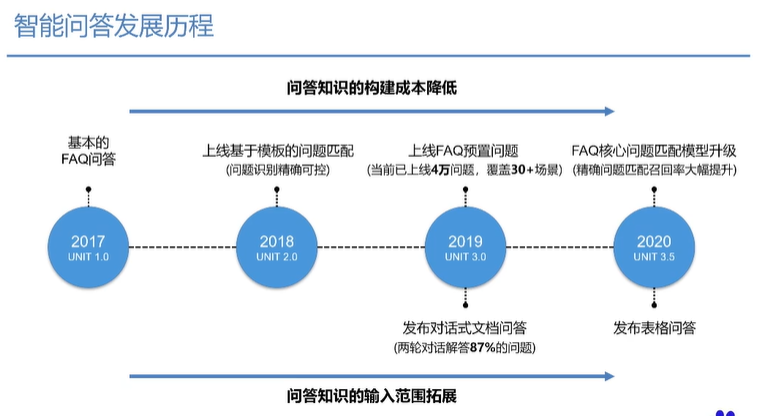 智能问答发展历程
问答知识的构建成本降低
基本的
FAQ问答
上线基于模板的问题匹配
(问题识别精确可控)
上线FAQ预置问题
(当前已上线4万问题，覆盖30+场景)
FAQ核心问题匹配模型升级
(精确问题匹配召回率大幅提升)
2017
UNIT 1.0
2018
UNIT 2.0
2019
UNIT 3.0
2020
UNIT 3.5
发布对话式文档问答
(两轮对话解答87%的问题)
发布表格问答
问答知识的输入范围拓展